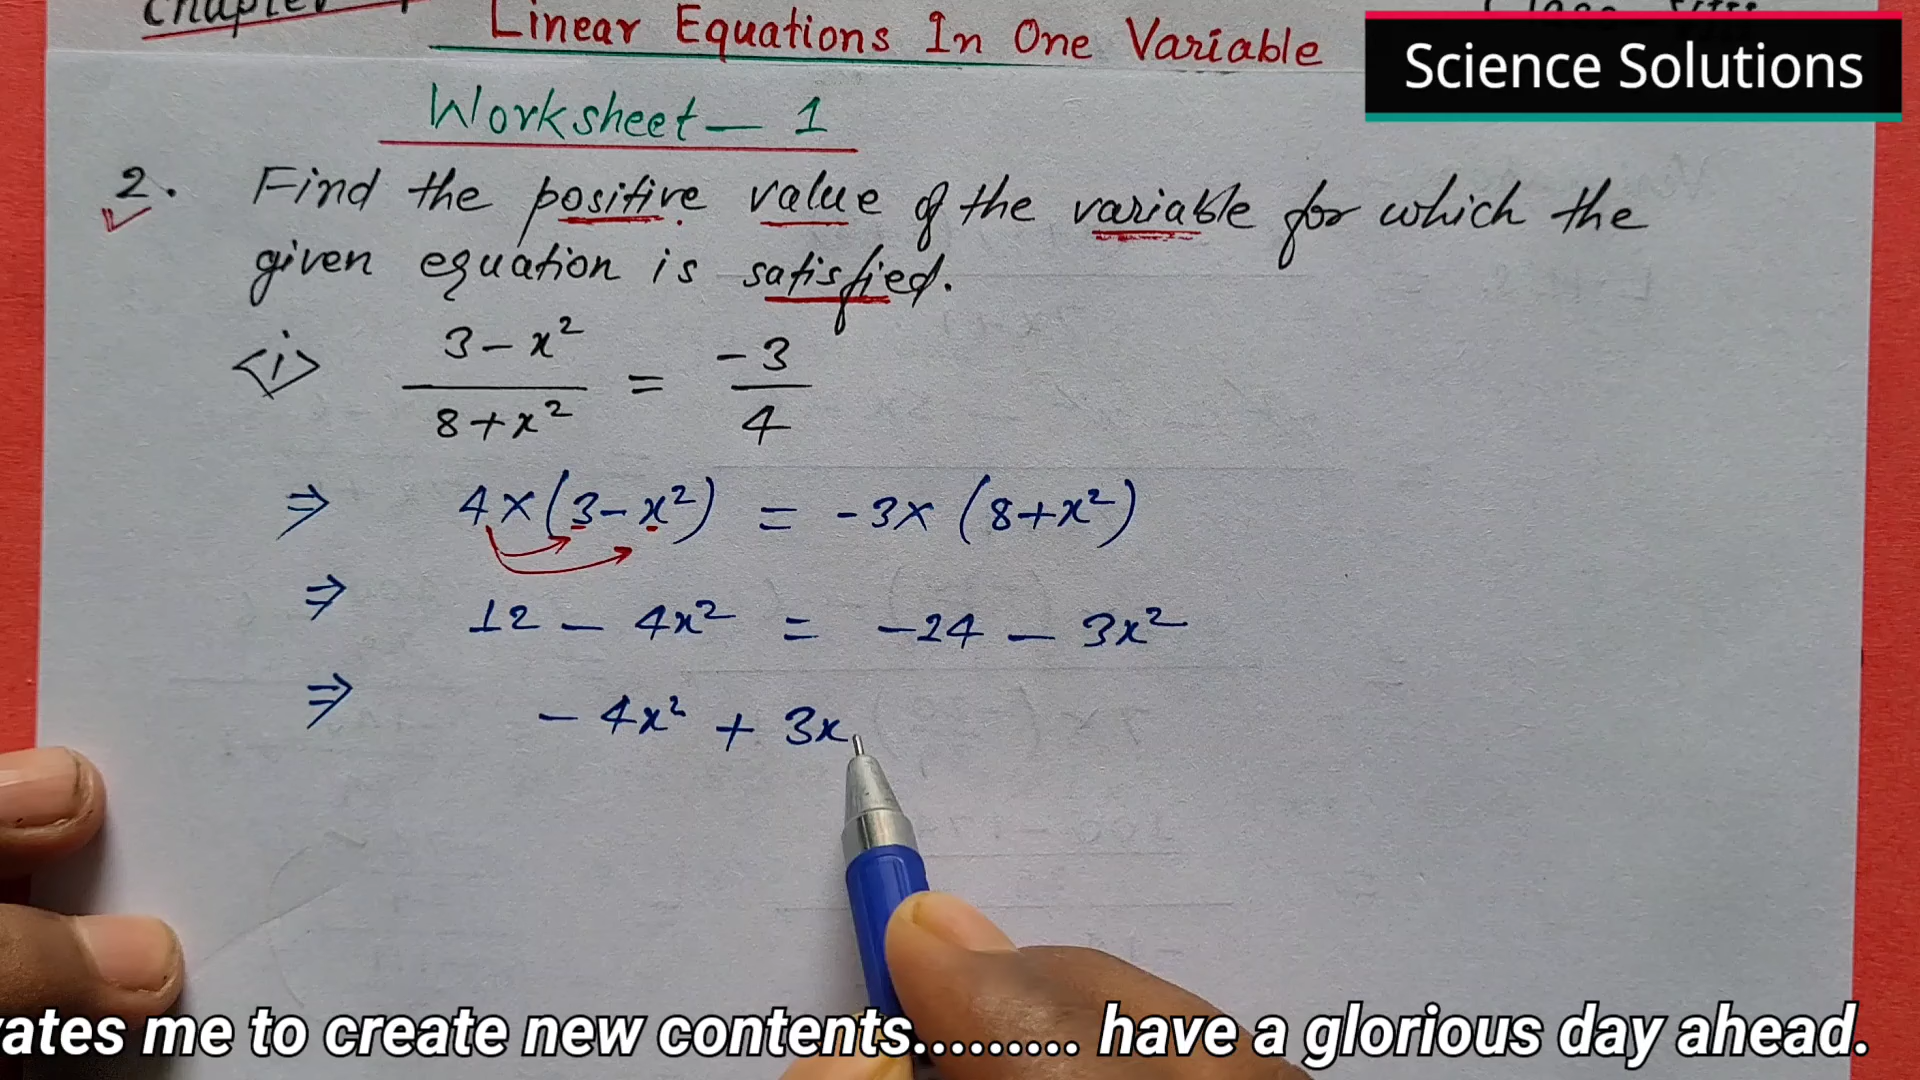 Chapter
Linear Equations In One Variable
Class VIII
Science Solutions
Worksheet — 1
2. Find the positive value of the variable for which the
given equation is satisfied.
<i> (3 - x²)/(8 + x²) = -3/4
⇒ 4×(3-x²) = -3×(8+x²)
⇒ 12 - 4x² = -24 - 3x²
⇒ - 4x² + 3x
ates me to create new contents......... have a glorious day ahead.